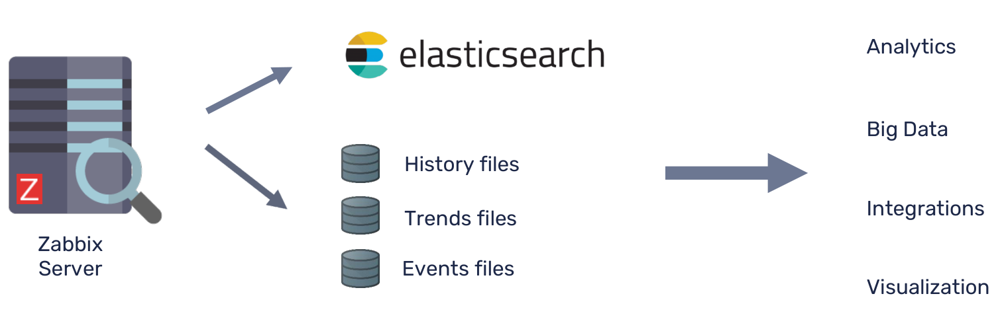 Z
Zabbix
Server
elasticsearch
History files
Trends files
Events files
Analytics
Big Data
Integrations
Visualization